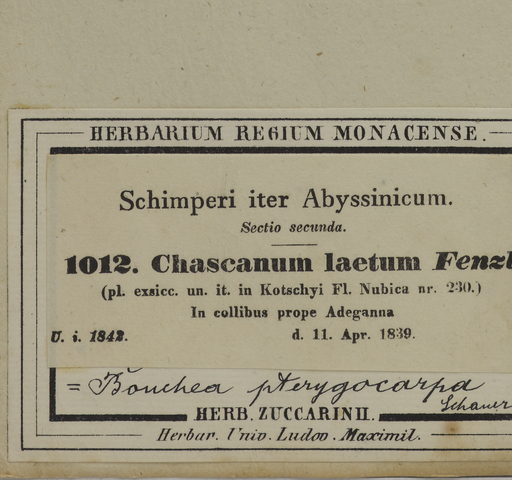 HERBARIUM REGIUM MONACENSE.
Schimperi iter Abyssinicum.
Sectio secunda.
1012. Chascanum laetum Fenzl
(pl. exsicc. un. it. in Kotschyi Fl. Nubica nr. 230.)
In collibus prope Adeganna
U. i. 1842. d. 11. Apr. 1839.
= Bouchea pterygocarpa
Schauer
HERB. ZUCCARINII.
Herbar. Univ. Ludov. Maximil.